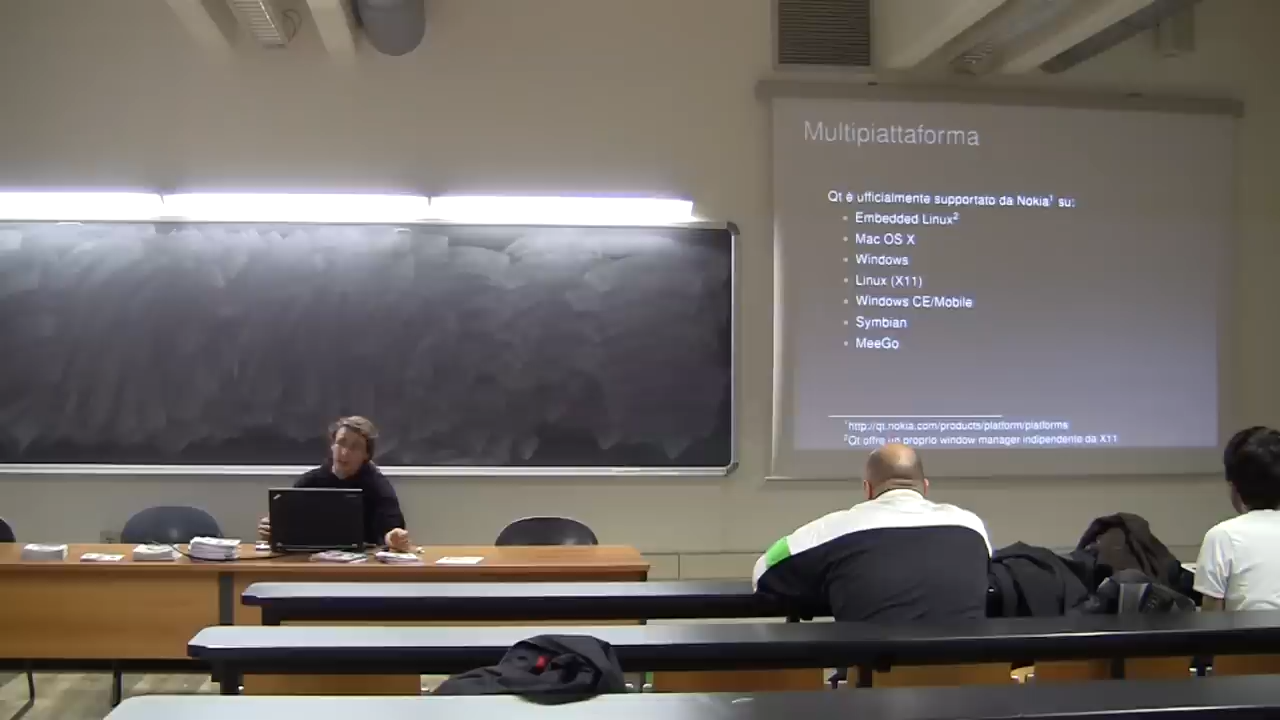 Multipiattaforma
Qt è ufficialmente supportato da Nokia¹ su:
Embedded Linux²
Mac OS X
Windows
Linux (X11)
Windows CE/Mobile
Symbian
MeeGo
¹http://qt.nokia.com/products/platform/platforms
²Qt offre un proprio window manager indipendente da X11